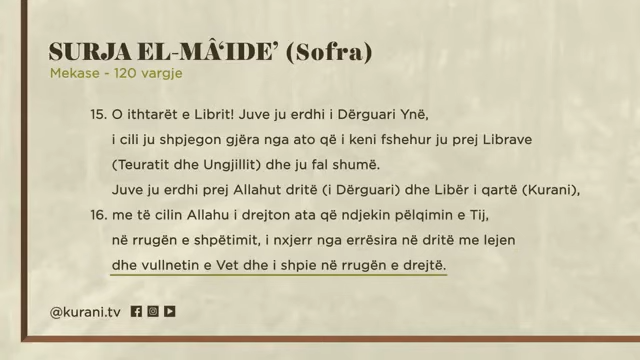 SURJA EL-MÂ‘IDE’ (Sofra)
Mekase - 120 vargje
15. O ithtarët e Librit! Juve ju erdhi i Dërguari Ynë,
i cili ju shpjegon gjëra nga ato që i keni fshehur ju prej Librave
(Teuratit dhe Ungjillit) dhe ju fal shumë.
Juve ju erdhi prej Allahut dritë (i Dërguari) dhe Libër i qartë (Kurani),
16. me të cilin Allahu i drejton ata që ndjekin pëlqimin e Tij,
në rrugën e shpëtimit, i nxjerr nga errësira në dritë me lejen
dhe vullnetin e Vet dhe i shpie në rrugën e drejtë.
@kurani.tv